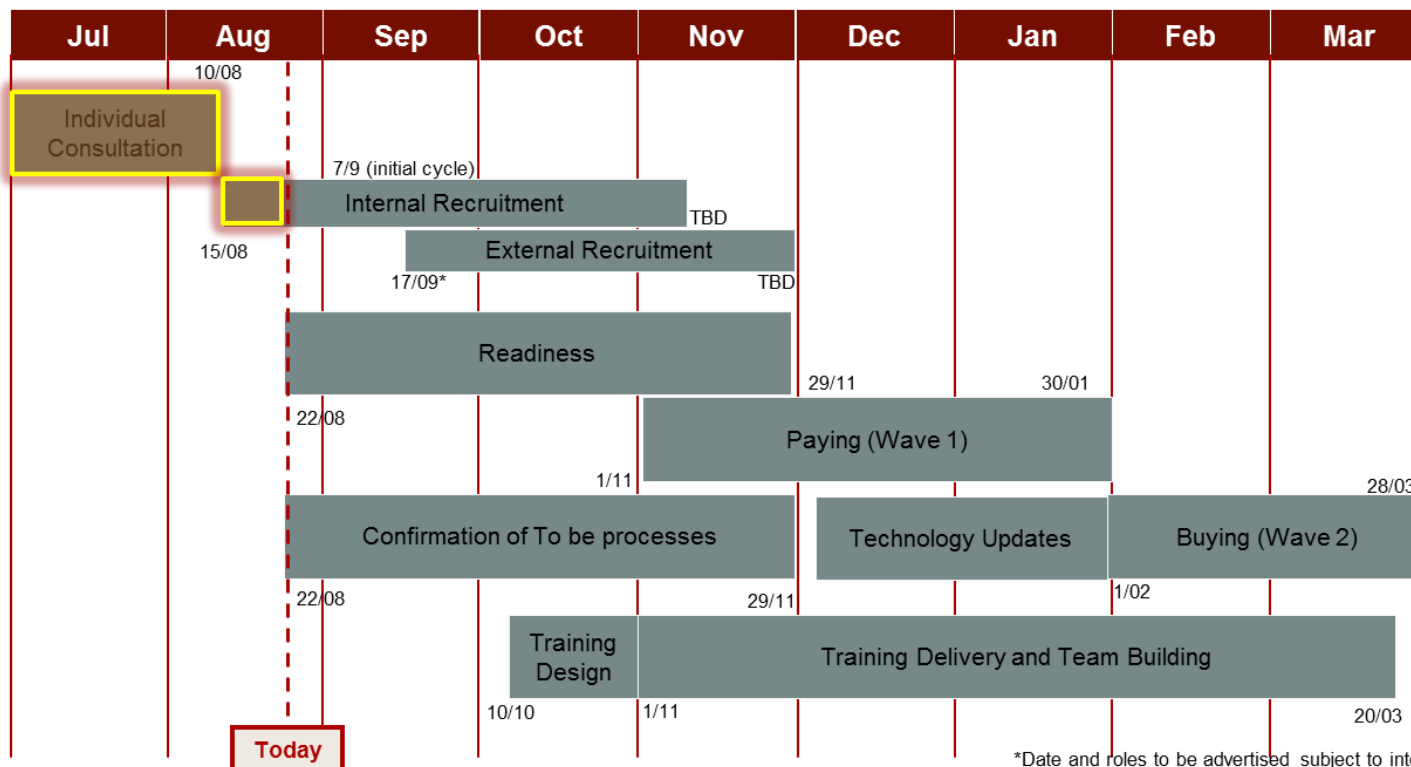 Jul Aug Sep Oct Nov Dec Jan Feb Mar
10/08
Individual
Consultation
7/9 (initial cycle)
Internal Recruitment
TBD
15/08
External Recruitment
17/09*
TBD
Readiness
29/11
30/01
22/08
Paying (Wave 1)
1/11
28/03
Confirmation of To be processes
Technology Updates
Buying (Wave 2)
22/08
29/11
1/02
Training
Design
Training Delivery and Team Building
10/10
1/11
20/03
Today
*Date and roles to be advertised subject to